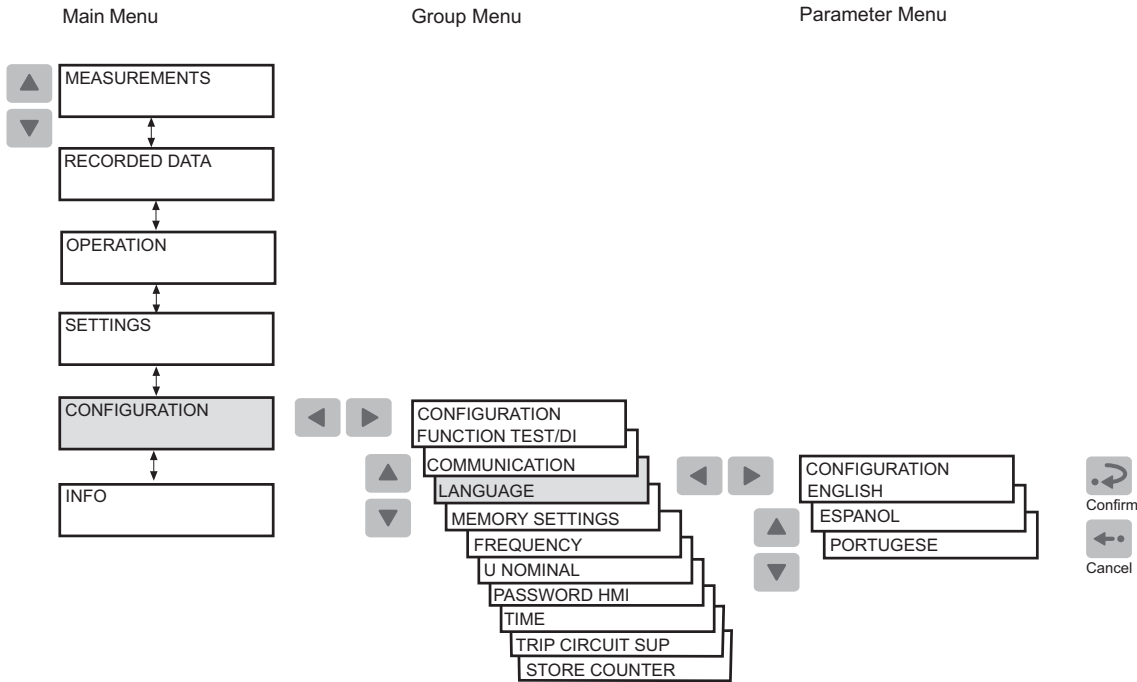 Main Menu
Group Menu
Parameter Menu
MEASUREMENTS
RECORDED DATA
OPERATION
SETTINGS
CONFIGURATION
INFO
CONFIGURATION
FUNCTION TEST/DI
COMMUNICATION
LANGUAGE
MEMORY SETTINGS
FREQUENCY
U NOMINAL
PASSWORD HMI
TIME
TRIP CIRCUIT SUP
STORE COUNTER
CONFIGURATION
ENGLISH
ESPANOL
PORTUGESE
Confirm
Cancel